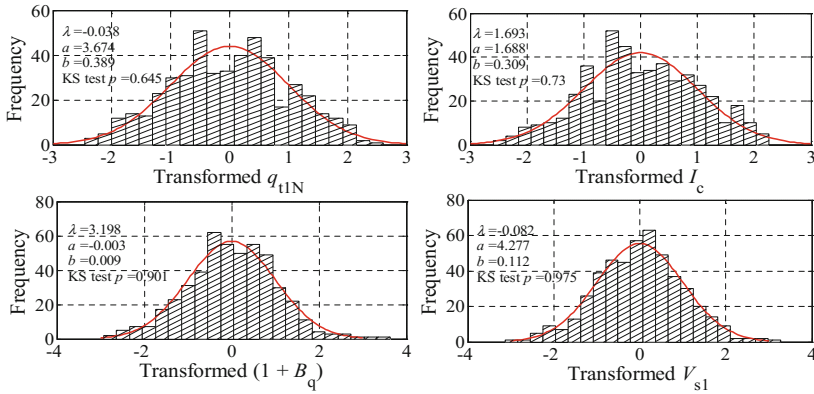 60
40
20
0
Frequency
λ =-0.038
a =3.674
b =0.389
KS test p =0.645
-3 -2 -1 0 1 2 3
Transformed q_t1N
60
40
20
0
Frequency
λ =1.693
a =1.688
b =0.309
KS test p =0.73
-3 -2 -1 0 1 2 3
Transformed I_c
80
60
40
20
0
Frequency
λ =3.198
a =-0.003
b =0.009
KS test p =0.901
-4 -2 0 2 4
Transformed (1 + B_q)
80
60
40
20
0
Frequency
λ =-0.082
a =4.277
b =0.112
KS test p =0.975
-4 -2 0 2 4
Transformed V_s1